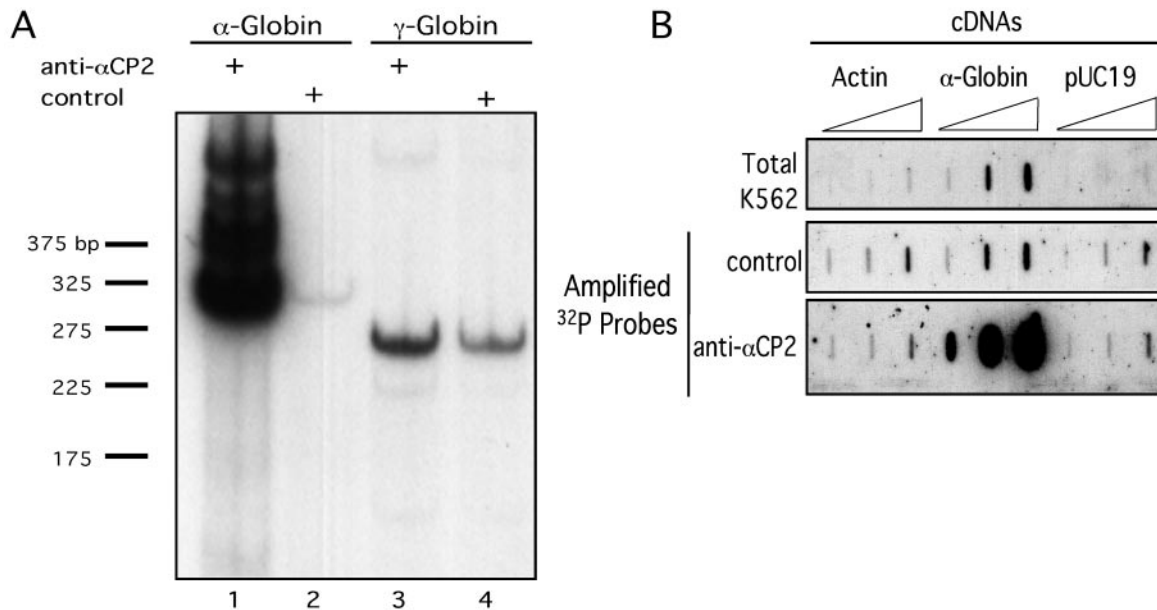 A
α-Globin γ-Globin
anti-αCP2 + +
control + +
375 bp
325
275
225
175
1 2 3 4
B
cDNAs
Actin α-Globin pUC19
Total
K562
control
anti-αCP2
Amplified
³²P Probes